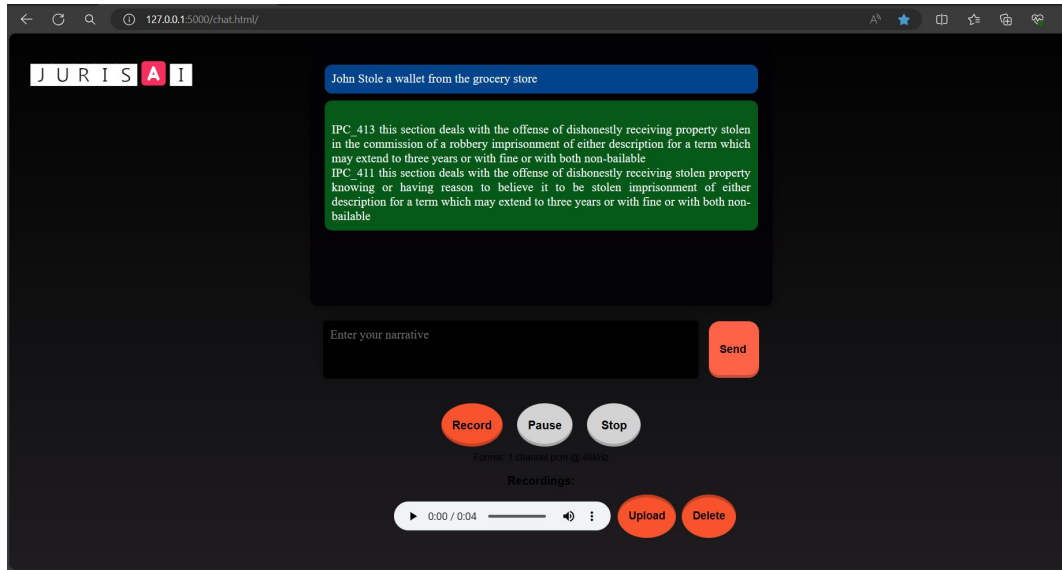 127.0.0.1:5000/chat.html/
JURISAI
John Stole a wallet from the grocery store
IPC_413 this section deals with the offense of dishonestly receiving property stolen
in the commission of a robbery imprisonment of either description for a term which
may extend to three years or with fine or with both non-bailable
IPC_411 this section deals with the offense of dishonestly receiving stolen property
knowing or having reason to believe it to be stolen imprisonment of either
description for a term which may extend to three years or with fine or with both non-
bailable
Enter your narrative
Send
Record Pause Stop
Format: 1 channel pcm @ 48kHz
Recordings:
0:00 / 0:04 Upload Delete